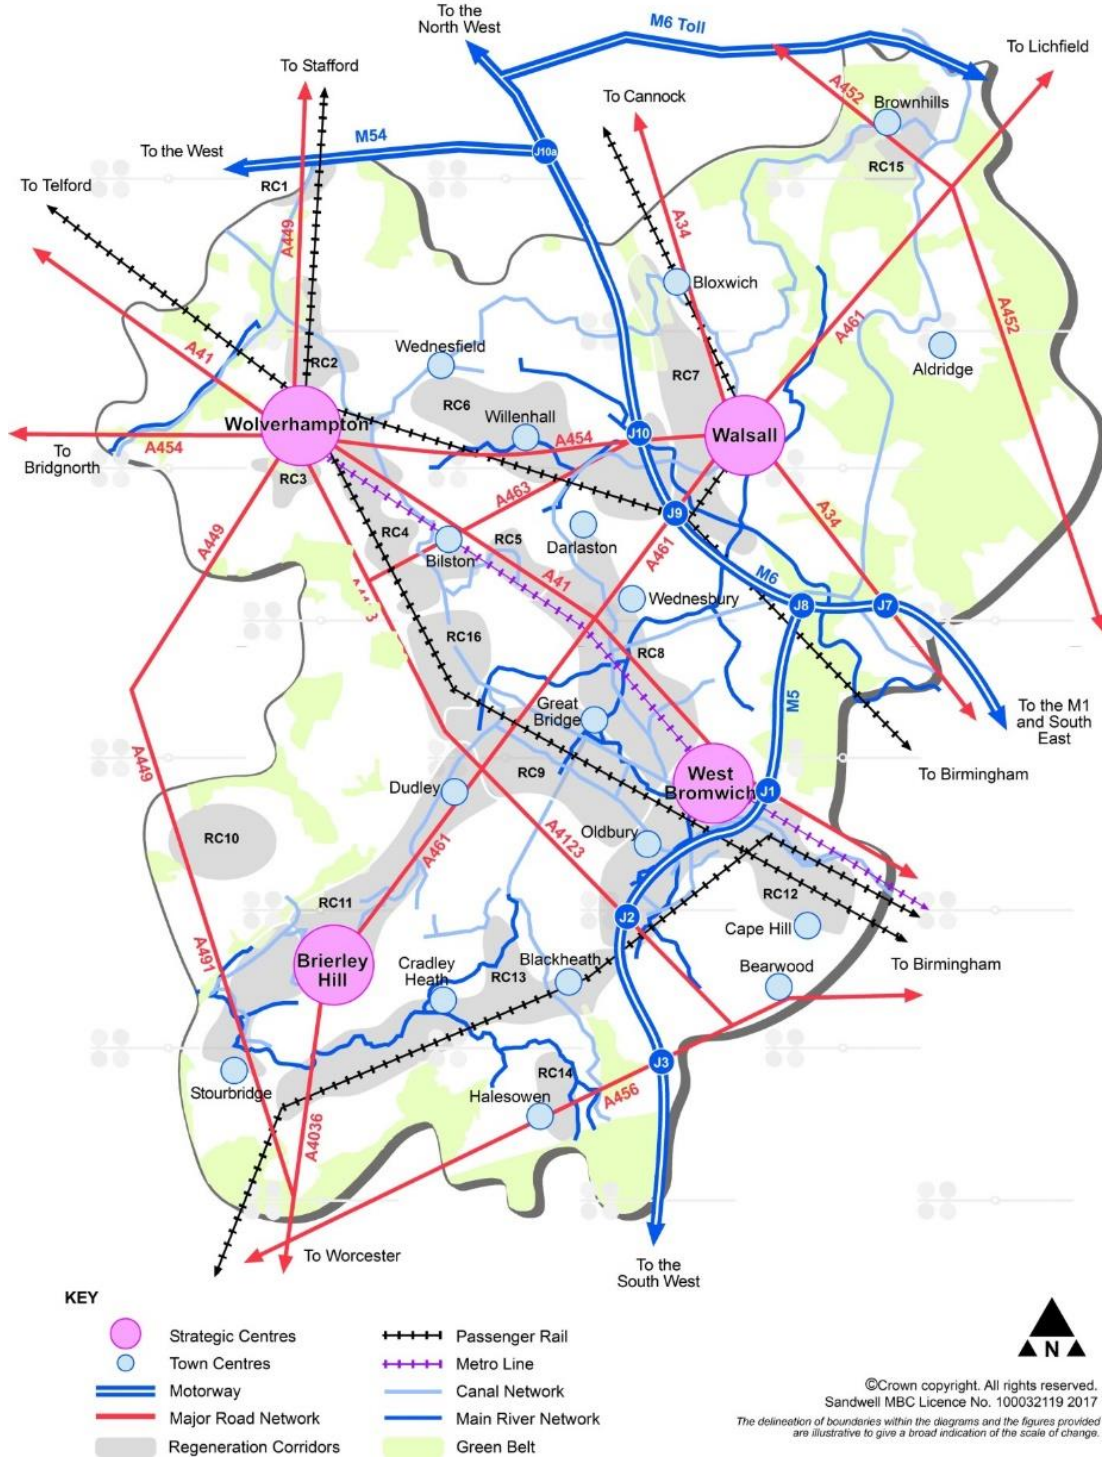 To the
North West
M6 Toll
To Lichfield
To Stafford
To Cannock
A452
Brownhills
M54
J10a
To the West
RC15
RC1
To Telford
A449
A34
Bloxwich
A461
A452
A41
RC2
Wednesfield
Aldridge
RC7
RC6
Willenhall
Wolverhampton
J10
Walsall
A454
A454
To
Bridgnorth
RC3
A463
A34
J9
A449
RC4
RC5
Bilston
Darlaston
A461
A41
M6
Wednesbury
J8
J7
RC16
RC8
M5
Great
Bridge
To the M1
and South
East
A449
West
Bromwich
To Birmingham
RC9
Dudley
J1
Oldbury
RC10
A461
A4123
RC12
RC11
J2
Cape Hill
A491
Brierley
Hill
Cradley
Heath
RC13
Blackheath
Bearwood
To Birmingham
J3
Stourbridge
RC14
Halesowen
A456
A4036
To Worcester
To the
South West
KEY
Strategic Centres
Town Centres
Motorway
Major Road Network
Regeneration Corridors
Passenger Rail
Metro Line
Canal Network
Main River Network
Green Belt
N
©Crown copyright. All rights reserved.
Sandwell MBC Licence No. 100032119 2017
The delineation of boundaries within the diagrams and the figures provided
are illustrative to give a broad indication of the scale of change.